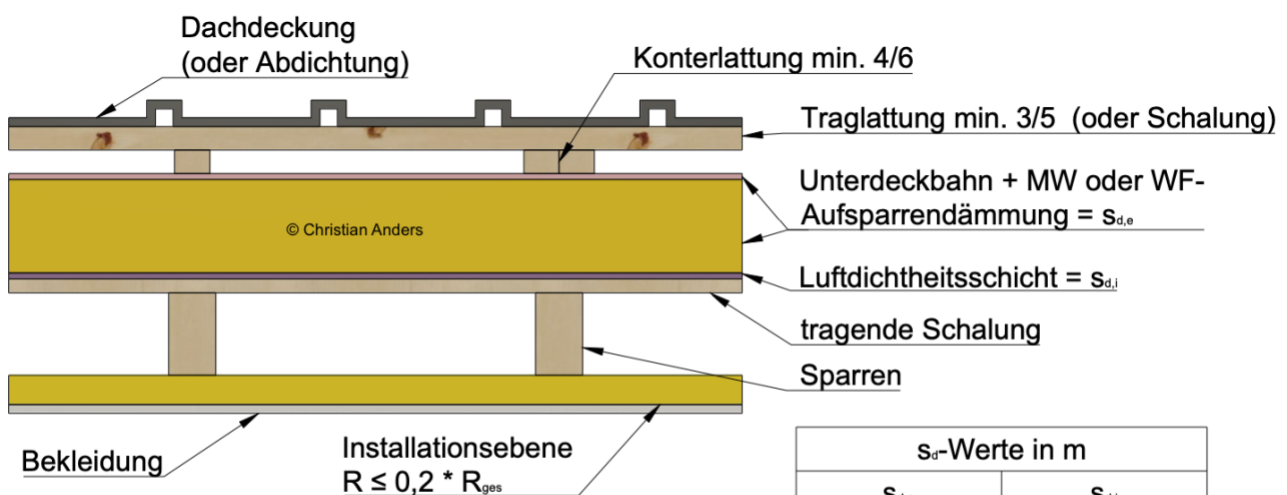 Dachdeckung
(oder Abdichtung)
Konterlattung min. 4/6
Traglattung min. 3/5 (oder Schalung)
Unterdeckbahn + MW oder WF-
Aufsparrendämmung = sd,e
© Christian Anders
Luftdichtheitsschicht = sd,i
tragende Schalung
Sparren
Bekleidung
Installationsebene
R ≤ 0,2 * Rges
sd-Werte in m